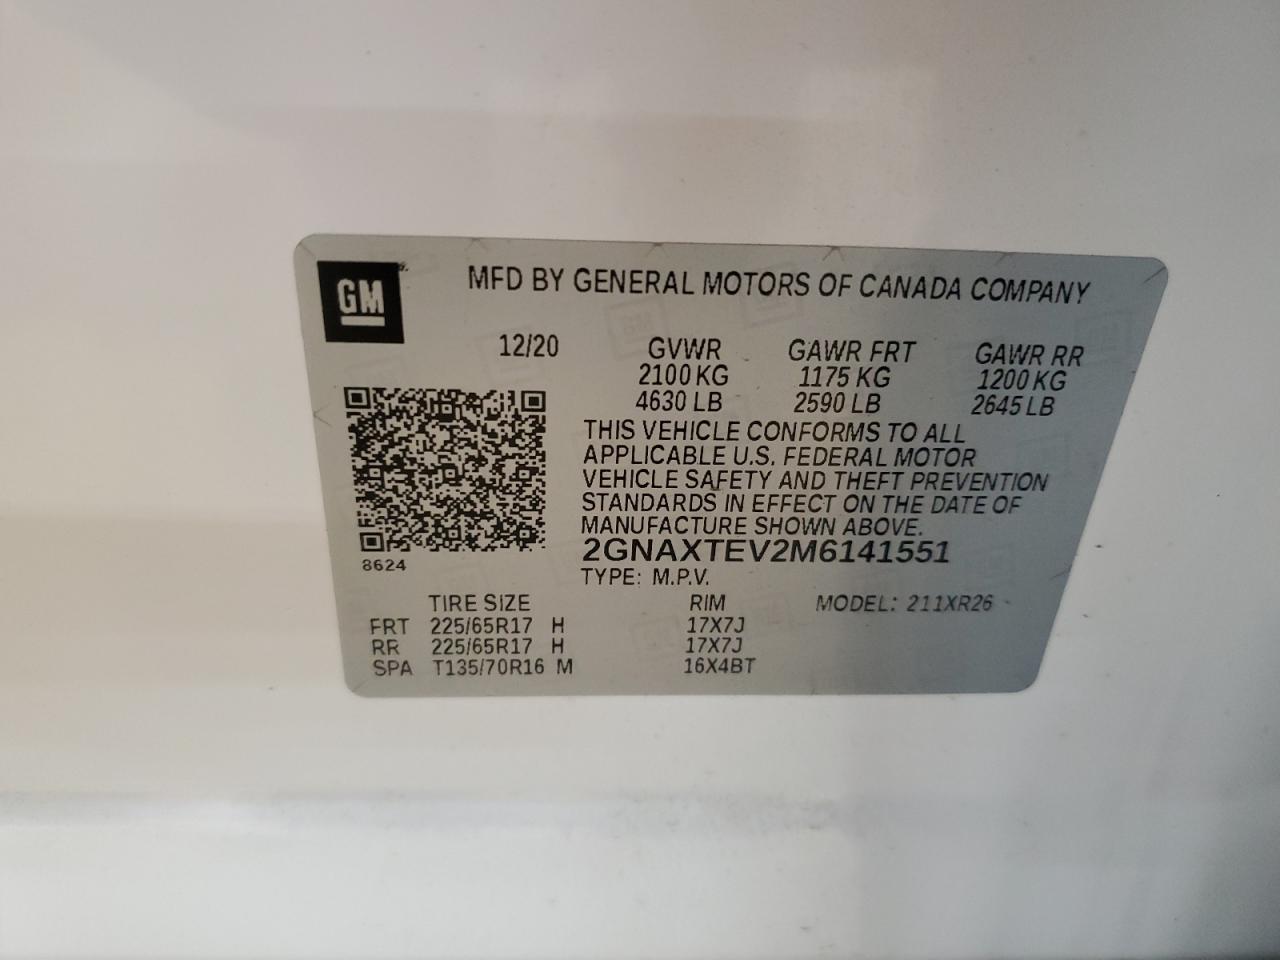 GM
MFD BY GENERAL MOTORS OF CANADA COMPANY
12/20 GVWR GAWR FRT GAWR RR
2100 KG 1175 KG 1200 KG
4630 LB 2590 LB 2645 LB
THIS VEHICLE CONFORMS TO ALL
APPLICABLE U.S. FEDERAL MOTOR
VEHICLE SAFETY AND THEFT PREVENTION
STANDARDS IN EFFECT ON THE DATE OF
MANUFACTURE SHOWN ABOVE.
2GNAXTEV2M6141551
8624
TYPE: M.P.V.
TIRE SIZE RIM MODEL: 211XR26
FRT 225/65R17 H 17X7J
RR 225/65R17 H 17X7J
SPA T135/70R16 M 16X4BT